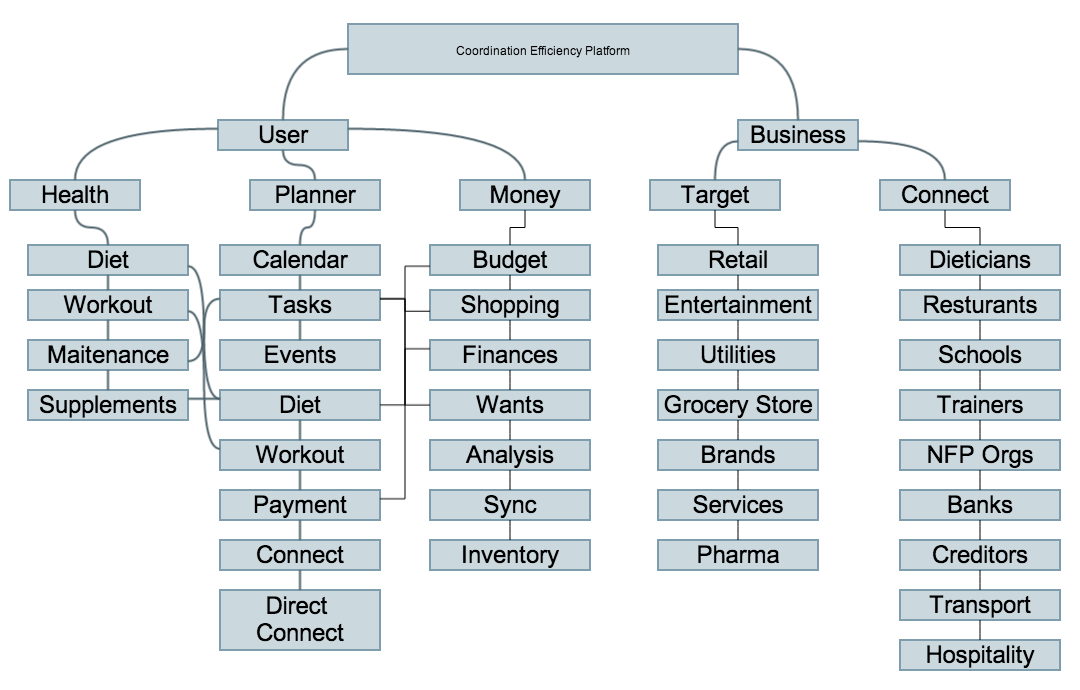 Coordination Efficiency Platform
User
Business
Health
Planner
Money
Target
Connect
Diet
Workout
Maitenance
Supplements
Calendar
Tasks
Events
Diet
Workout
Payment
Connect
Direct
Connect
Budget
Shopping
Finances
Wants
Analysis
Sync
Inventory
Retail
Entertainment
Utilities
Grocery Store
Brands
Services
Pharma
Dieticians
Resturants
Schools
Trainers
NFP Orgs
Banks
Creditors
Transport
Hospitality